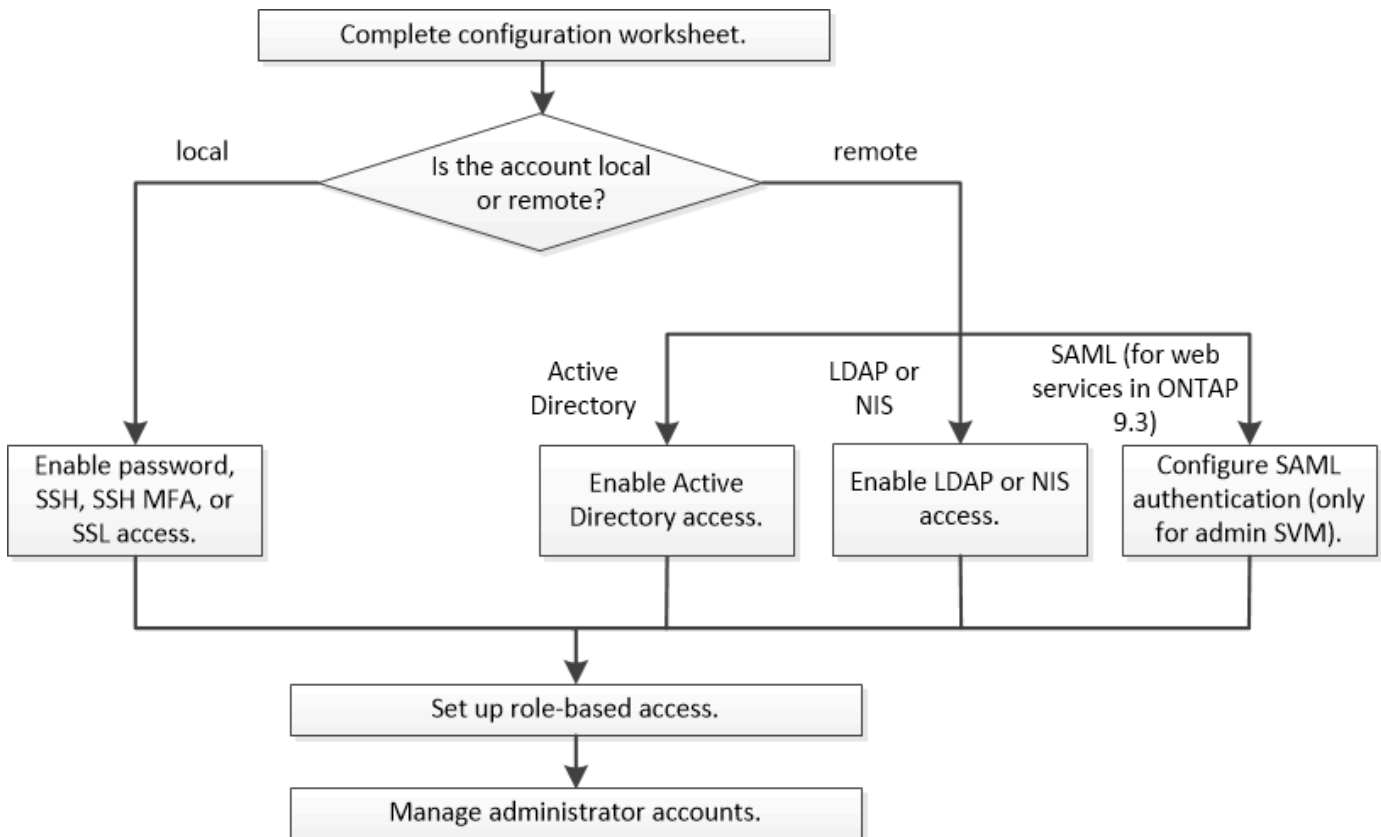 Complete configuration worksheet.
local
remote
Is the account local
or remote?
Active
Directory
LDAP or
NIS
SAML (for web
services in ONTAP
9.3)
Enable password,
SSH, SSH MFA, or
SSL access.
Enable Active
Directory access.
Enable LDAP or NIS
access.
Configure SAML
authentication (only
for admin SVM).
Set up role-based access.
Manage administrator accounts.